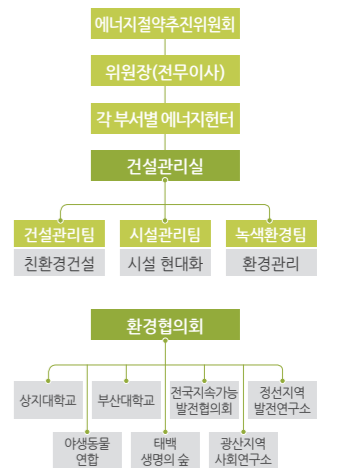 에너지절약추진위원회
위원장(전무이사)
각 부서별 에너지헌터
건설관리실
건설관리팀 시설관리팀 녹색환경팀
친환경건설 시설 현대화 환경관리
환경협의회
상지대학교 부산대학교 전국지속가능 정선지역
발전협의회 발전연구소
야생동물 태백 광산지역
연합 생명의 숲 사회연구소